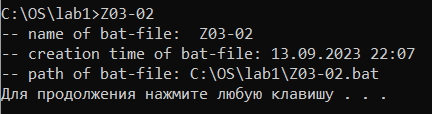 C:\OS\lab1>Z03-02
-- name of bat-file:  Z03-02
-- creation time of bat-file: 13.09.2023 22:07
-- path of bat-file: C:\OS\lab1\Z03-02.bat
Для продолжения нажмите любую клавишу . . .